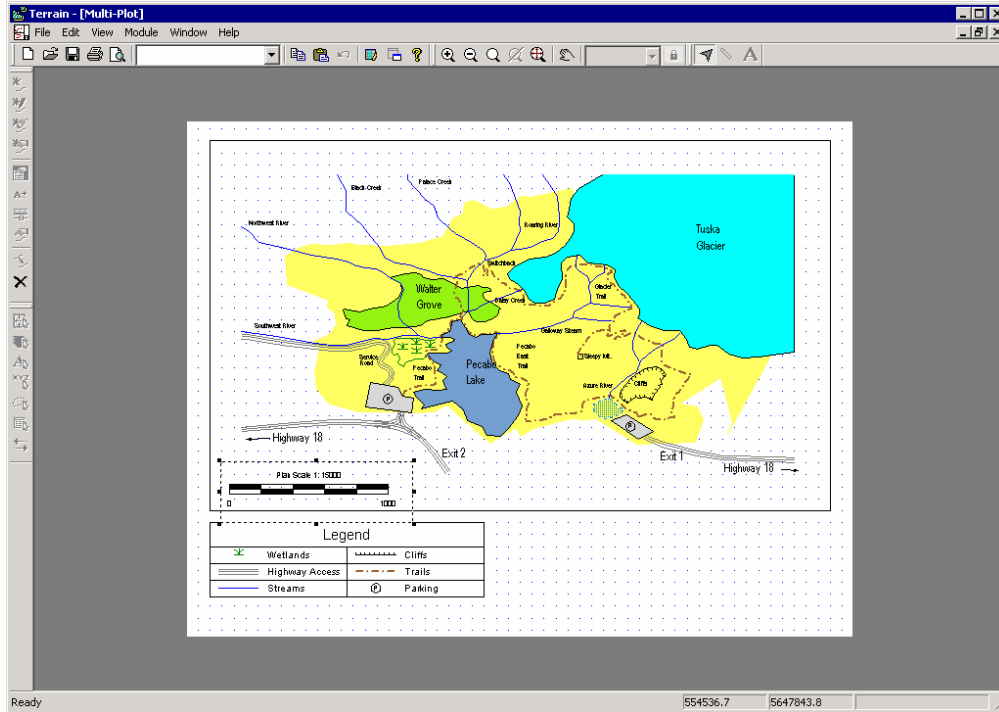 Terrain - [Multi-Plot]
File Edit View Module Window Help
Black Creek
Palace Creek
Northwest River
Roaring River
Tuska
Glacier
Switchback
Walter
Grove
Daisy Creek
Glacier
Trail
Southwest River
Galloway Stream
Service
Road
Pecabo
Trail
Pecabo
Lake
Pecabo
East
Trail
Sleepy Mt.
Azure River
Cliffs
P
P
Highway 18
Exit 2
Exit 1
Highway 18
Plan Scale 1: 15000
0 1000
Legend
Wetlands Cliffs
Highway Access Trails
Streams P Parking
Ready 554536.7 5647843.8